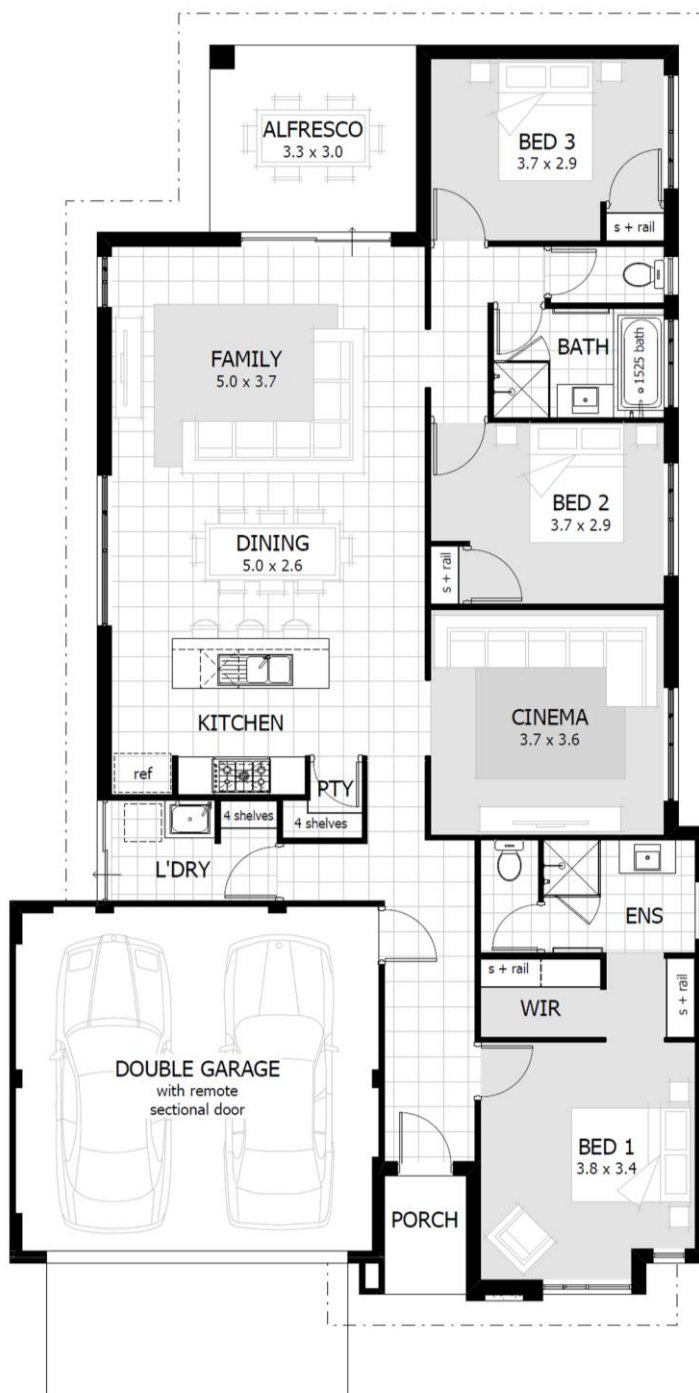 ALFRESCO
3.3 x 3.0
BED 3
3.7 x 2.9
s + rail
FAMILY
5.0 x 3.7
BATH
1525 bath
BED 2
3.7 x 2.9
s + rail
DINING
5.0 x 2.6
KITCHEN
CINEMA
3.7 x 3.6
ref
PTY
4 shelves
4 shelves
L'DRY
ENS
s + rail
WIR
s + rail
DOUBLE GARAGE
with remote
sectional door
BED 1
3.8 x 3.4
PORCH